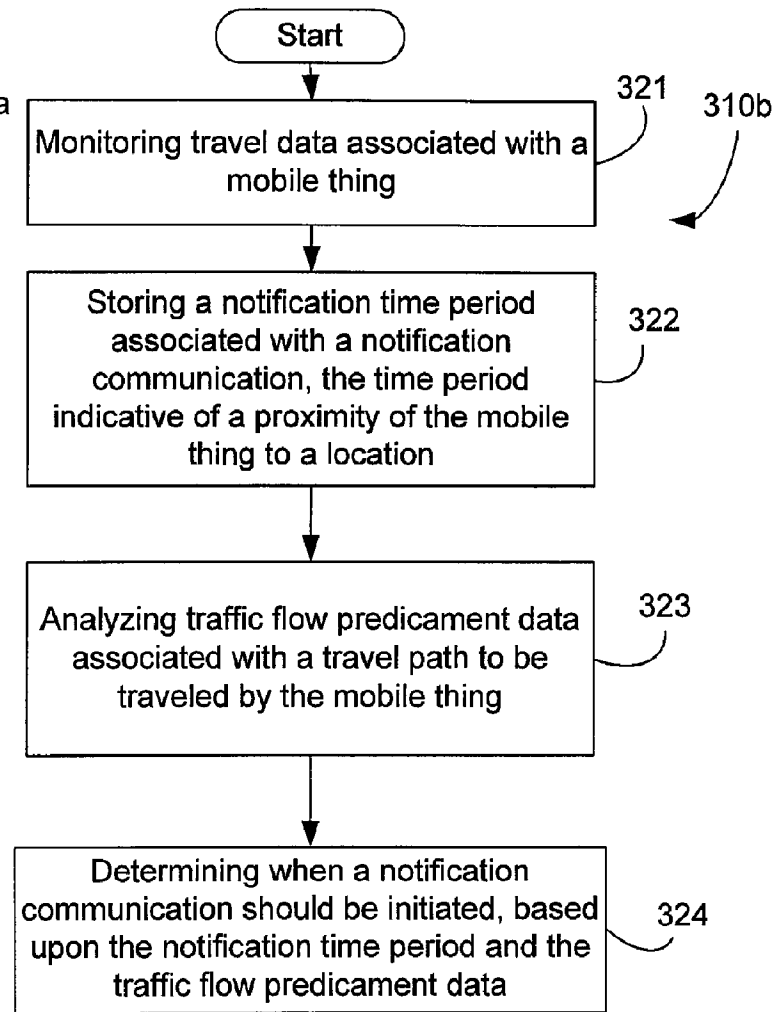 Start
a
321
310b
Monitoring travel data associated with a
mobile thing
Storing a notification time period
associated with a notification
communication, the time period
indicative of a proximity of the mobile
thing to a location
322
Analyzing traffic flow predicament data
associated with a travel path to be
traveled by the mobile thing
323
Determining when a notification
communication should be initiated, based
upon the notification time period and the
traffic flow predicament data
324